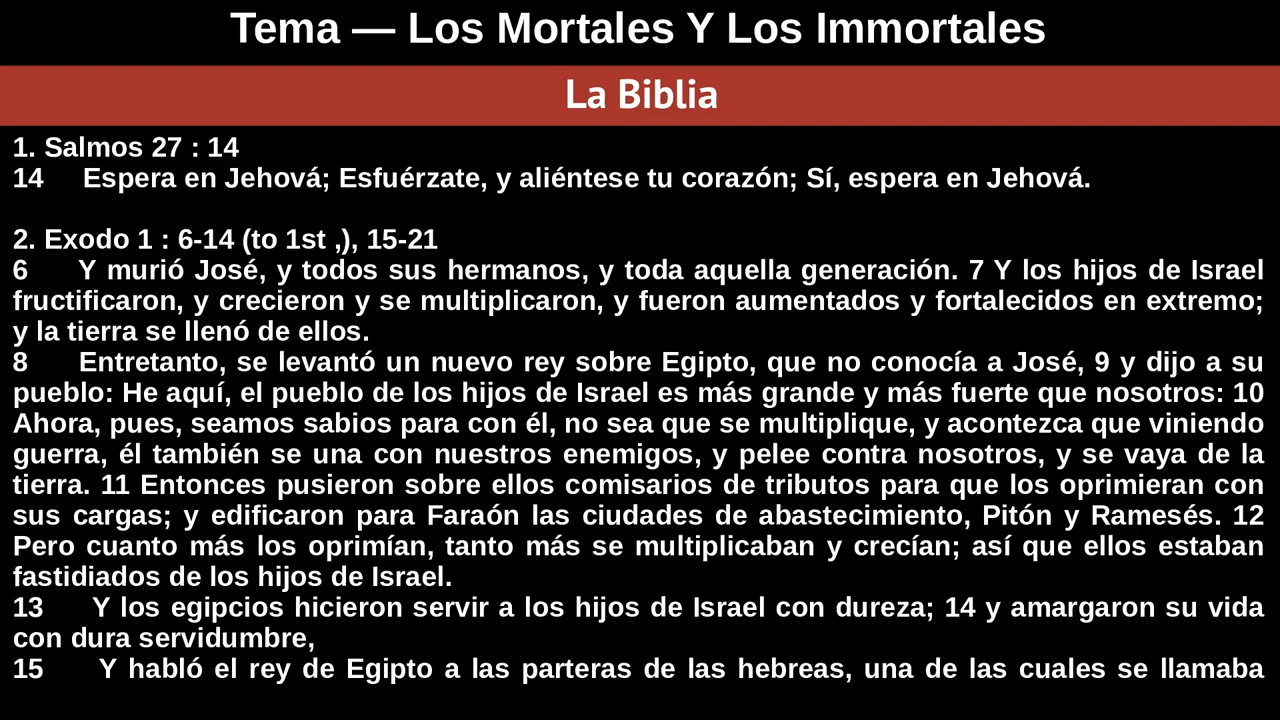 Tema — Los Mortales Y Los Immortales
La Biblia
1. Salmos 27 : 14
14 Espera en Jehová; Esfuérzate, y aliéntese tu corazón; Sí, espera en Jehová.
2. Exodo 1 : 6-14 (to 1st ,), 15-21
6 Y murió José, y todos sus hermanos, y toda aquella generación. 7 Y los hijos de Israel
fructificaron, y crecieron y se multiplicaron, y fueron aumentados y fortalecidos en extremo;
y la tierra se llenó de ellos.
8 Entretanto, se levantó un nuevo rey sobre Egipto, que no conocía a José, 9 y dijo a su
pueblo: He aquí, el pueblo de los hijos de Israel es más grande y más fuerte que nosotros: 10
Ahora, pues, seamos sabios para con él, no sea que se multiplique, y acontezca que viniendo
guerra, él también se una con nuestros enemigos, y pelee contra nosotros, y se vaya de la
tierra. 11 Entonces pusieron sobre ellos comisarios de tributos para que los oprimieran con
sus cargas; y edificaron para Faraón las ciudades de abastecimiento, Pitón y Ramesés. 12
Pero cuanto más los oprimían, tanto más se multiplicaban y crecían; así que ellos estaban
fastidiados de los hijos de Israel.
13 Y los egipcios hicieron servir a los hijos de Israel con dureza; 14 y amargaron su vida
con dura servidumbre,
15 Y habló el rey de Egipto a las parteras de las hebreas, una de las cuales se llamaba